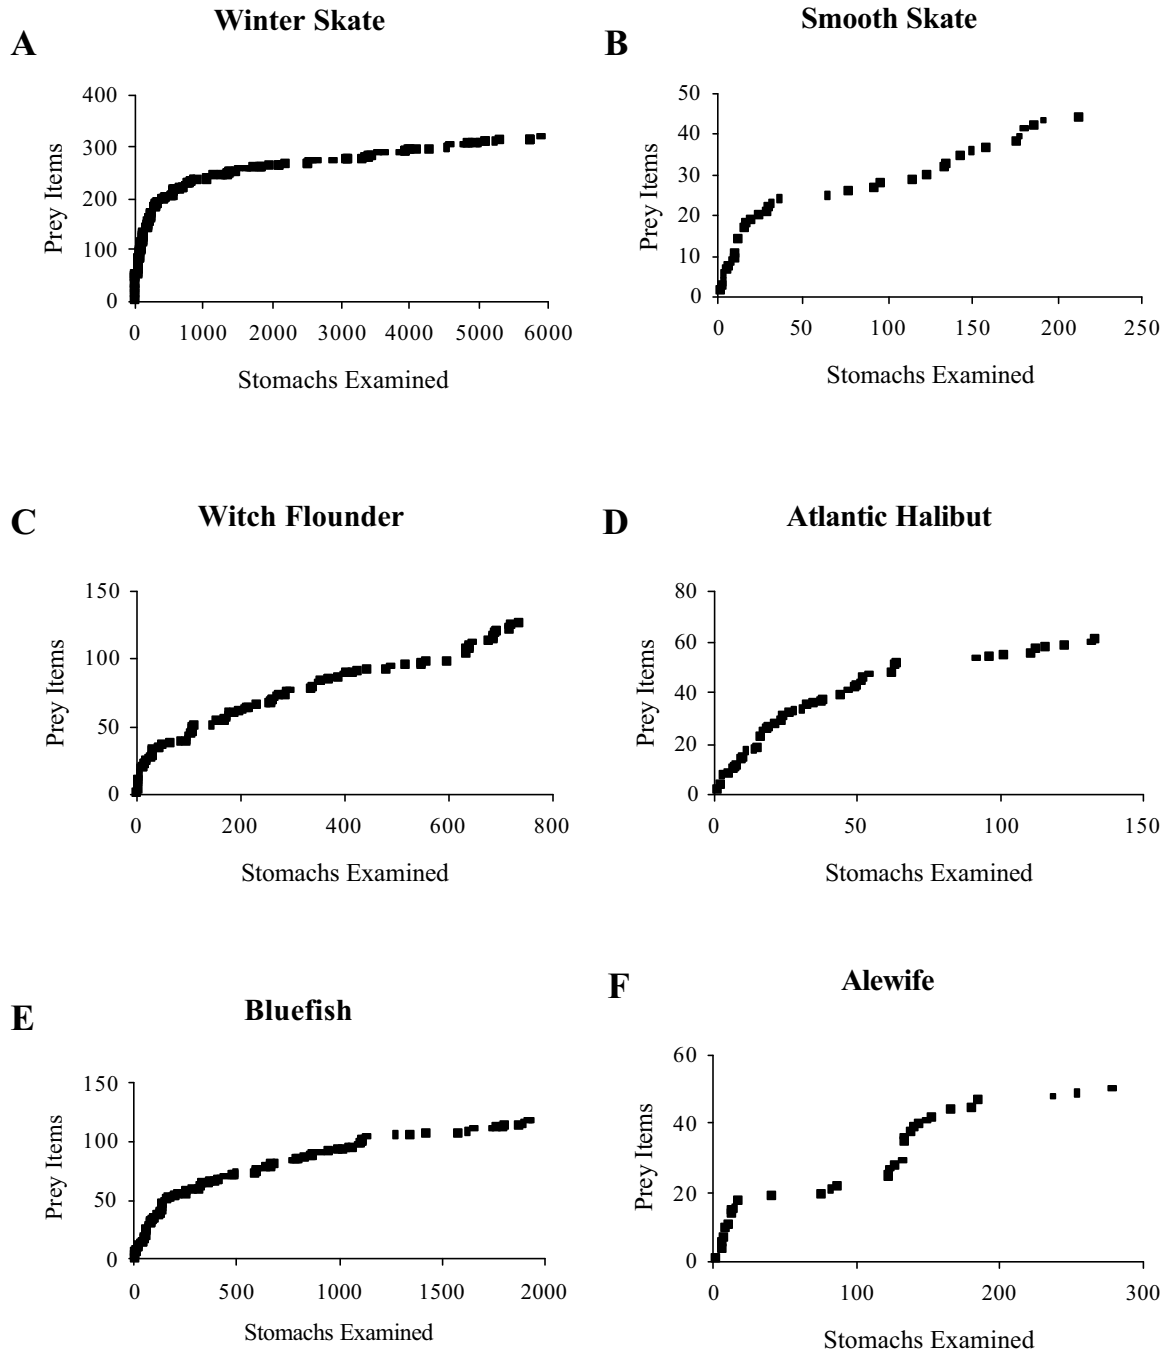 A
Winter Skate
400
300
200
100
0
Prey Items
0 1000 2000 3000 4000 5000 6000
Stomachs Examined
B
Smooth Skate
50
40
30
20
10
0
Prey Items
0 50 100 150 200 250
Stomachs Examined
C
Witch Flounder
150
100
50
0
Prey Items
0 200 400 600 800
Stomachs Examined
D
Atlantic Halibut
80
60
40
20
0
Prey Items
0 50 100 150
Stomachs Examined
E
Bluefish
150
100
50
0
Prey Items
0 500 1000 1500 2000
Stomachs Examined
F
Alewife
60
40
20
0
Prey Items
0 100 200 300
Stomachs Examined